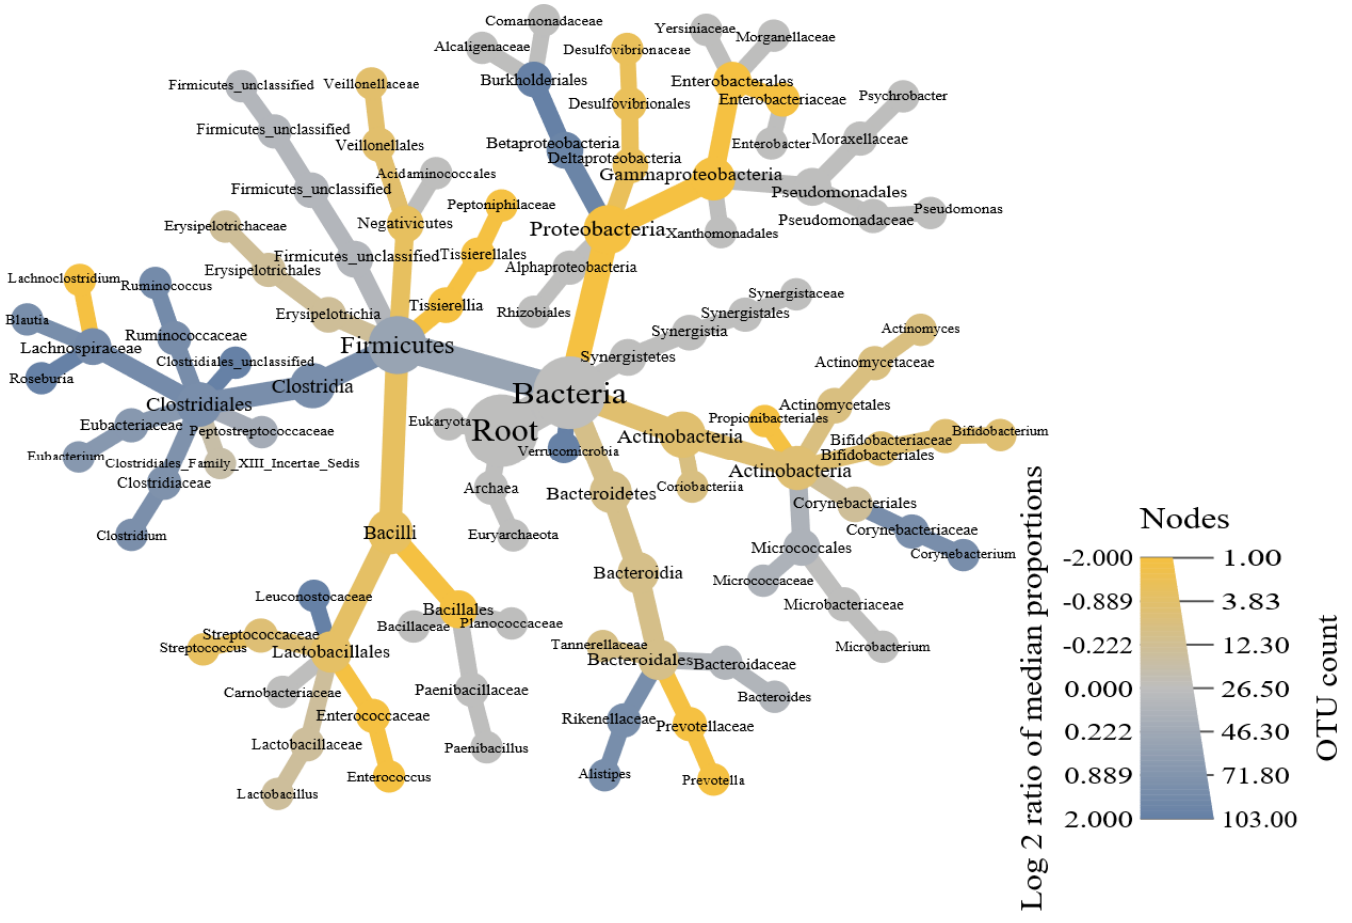 Comamonadaceae
Yersiniaceae
Morganellaceae
Alcaligenaceae
Desulfovibrionaceae
Firmicutes_unclassified
Veillonellaceae
Burkholderiales
Enterobacterales
Enterobacteriaceae
Psychrobacter
Desulfovibrionales
Firmicutes_unclassified
Veillonellales
Betaproteobacteria
Deltaproteobacteria
Enterobacter
Moraxellaceae
Acidaminococcales
Gammaproteobacteria
Firmicutes_unclassified
Pseudomonadales
Peptoniphilaceae
Pseudomonas
Erysipelotrichaceae
Negativicutes
Proteobacteria
Xanthomonadales
Pseudomonadaceae
Firmicutes_unclassified
Tissierellales
Erysipelotrichales
Alphaproteobacteria
Lachnoclostridium
Ruminococcus
Synergistaceae
Blautia
Erysipelotrichia
Tissierellia
Rhizobiales
Synergistales
Ruminococcaceae
Synergistia
Actinomyces
Lachnospiraceae
Firmicutes
Clostridiales_unclassified
Synergistetes
Actinomycetaceae
Roseburia
Clostridia
Bacteria
Clostridiales
Actinomycetales
Eubacteriaceae
Peptostreptococcaceae
Eukaryota
Root
Propionibacteriales
Actinobacteria
Bifidobacteriaceae
Bifidobacterium
Eubacterium
Clostridiales_Family_XIII_Incertae_Sedis
Verrucomicrobia
Bifidobacteriales
Actinobacteria
Clostridiaceae
Archaea
Bacteroidetes
Coriobacteriia
Corynebacteriales
Clostridium
Bacilli
Euryarchaeota
Corynebacteriaceae
Micrococcales
Corynebacterium
Bacteroidia
Micrococcaceae
Leuconostocaceae
Bacillales
Microbacteriaceae
Bacillaceae
Planococcaceae
Streptococcaceae
Streptococcus
Lactobacillales
Tannerellaceae
Bacteroidales
Bacteroidaceae
Microbacterium
Carnobacteriaceae
Paenibacillaceae
Bacteroides
Enterococcaceae
Rikenellaceae
Prevotellaceae
Lactobacillaceae
Paenibacillus
Enterococcus
Alistipes
Prevotella
Lactobacillus
Nodes
Log 2 ratio of median proportions
OTU count
-2.000 1.00
-0.889 3.83
-0.222 12.30
0.000 26.50
0.222 46.30
0.889 71.80
2.000 103.00